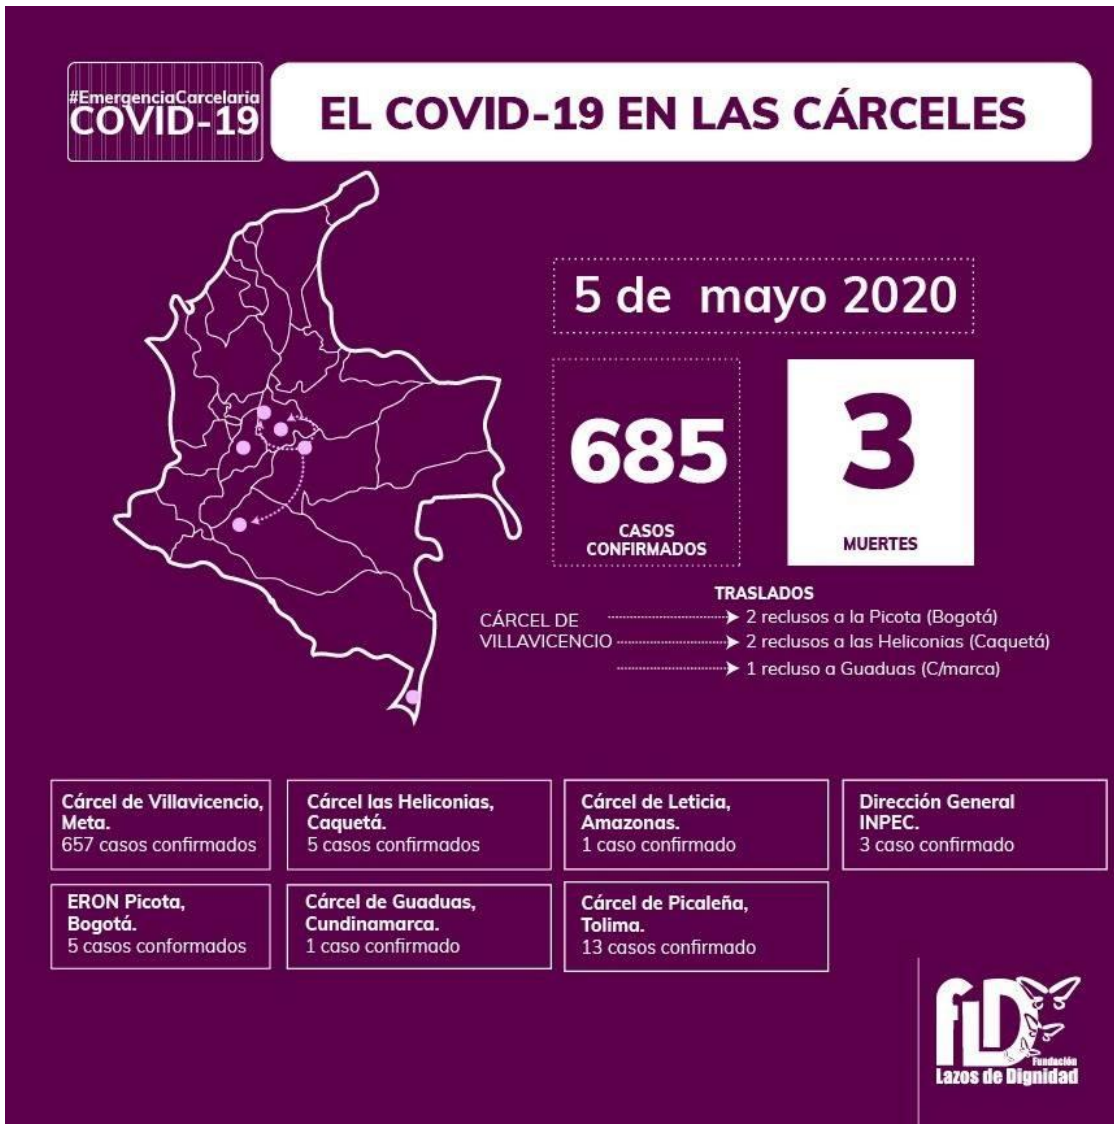 #EmergenciaCarcelaria
COVID-19
EL COVID-19 EN LAS CÁRCELES
5 de mayo 2020
685
CASOS
CONFIRMADOS
3
MUERTES
TRASLADOS
CÁRCEL DE
VILLAVICENCIO
2 reclusos a la Picota (Bogotá)
2 reclusos a las Heliconias (Caquetá)
1 recluso a Guaduas (C/marca)
Cárcel de Villavicencio,
Meta.
657 casos confirmados
Cárcel las Heliconias,
Caquetá.
5 casos confirmados
Cárcel de Leticia,
Amazonas.
1 caso confirmado
Dirección General
INPEC.
3 caso confirmado
ERON Picota,
Bogotá.
5 casos conformados
Cárcel de Guaduas,
Cundinamarca.
1 caso confirmado
Cárcel de Picaleña,
Tolima.
13 casos confirmado
fLD
Fundación
Lazos de Dignidad